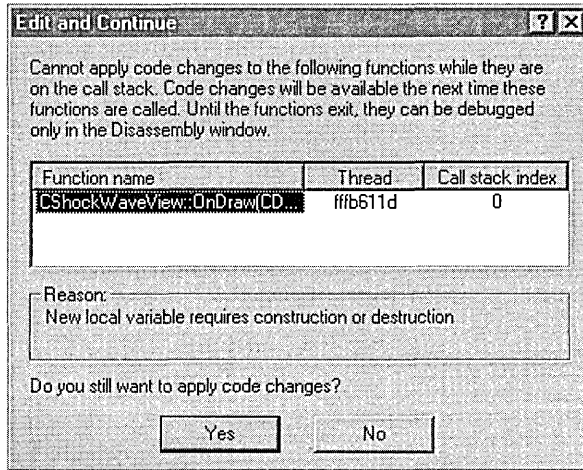 Edit and Continue
Cannot apply code changes to the following functions while they are
on the call stack. Code changes will be available the next time these
functions are called. Until the functions exit, they can be debugged
only in the Disassembly window.
Function name Thread Call stack index
CShockWaveView::OnDraw(CD... fffb611d 0
Reason:
New local variable requires construction or destruction
Do you still want to apply code changes?
Yes No